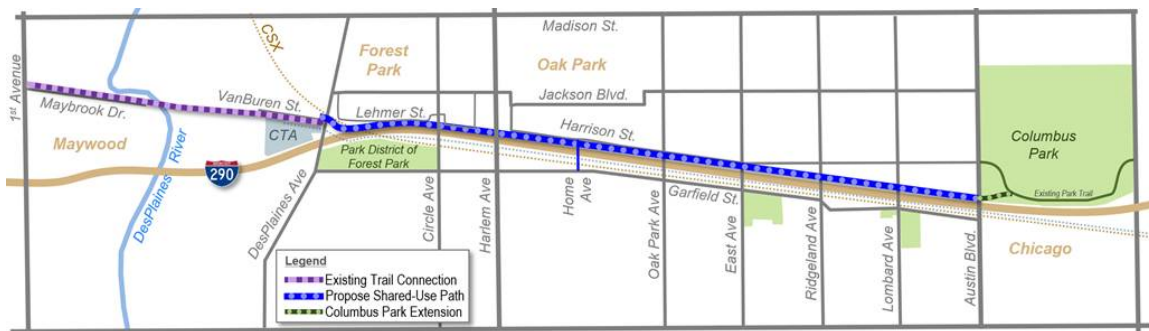 CSX
Madison St.
Forest
Park
Oak Park
1st Avenue
VanBuren St.
Jackson Blvd.
Maybrook Dr.
Lehmer St.
Harrison St.
CTA
Columbus
Park
Maywood
Park District of
Forest Park
290
Existing Park Trail
DesPlaines
River
DesPlaines Ave
Circle Ave
Harlem Ave
Home
Ave
Garfield St.
Oak Park Ave
East Ave
Ridgeland Ave
Lombard Ave
Austin Blvd.
Chicago
Legend
Existing Trail Connection
Propose Shared-Use Path
Columbus Park Extension